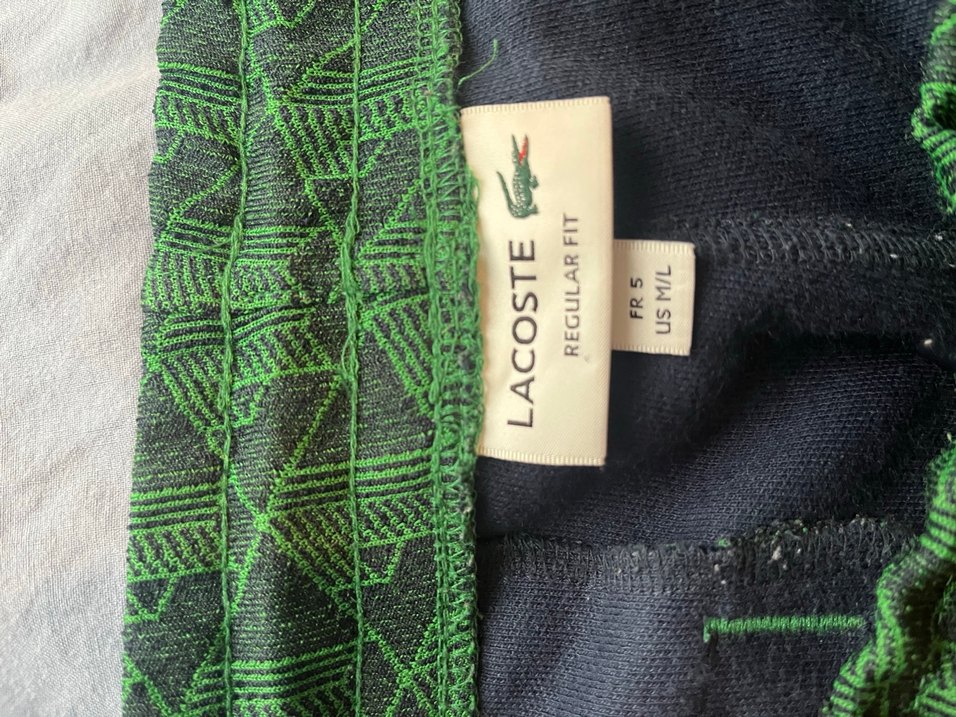 LACOSTE
REGULAR FIT
FR 5
US M/L